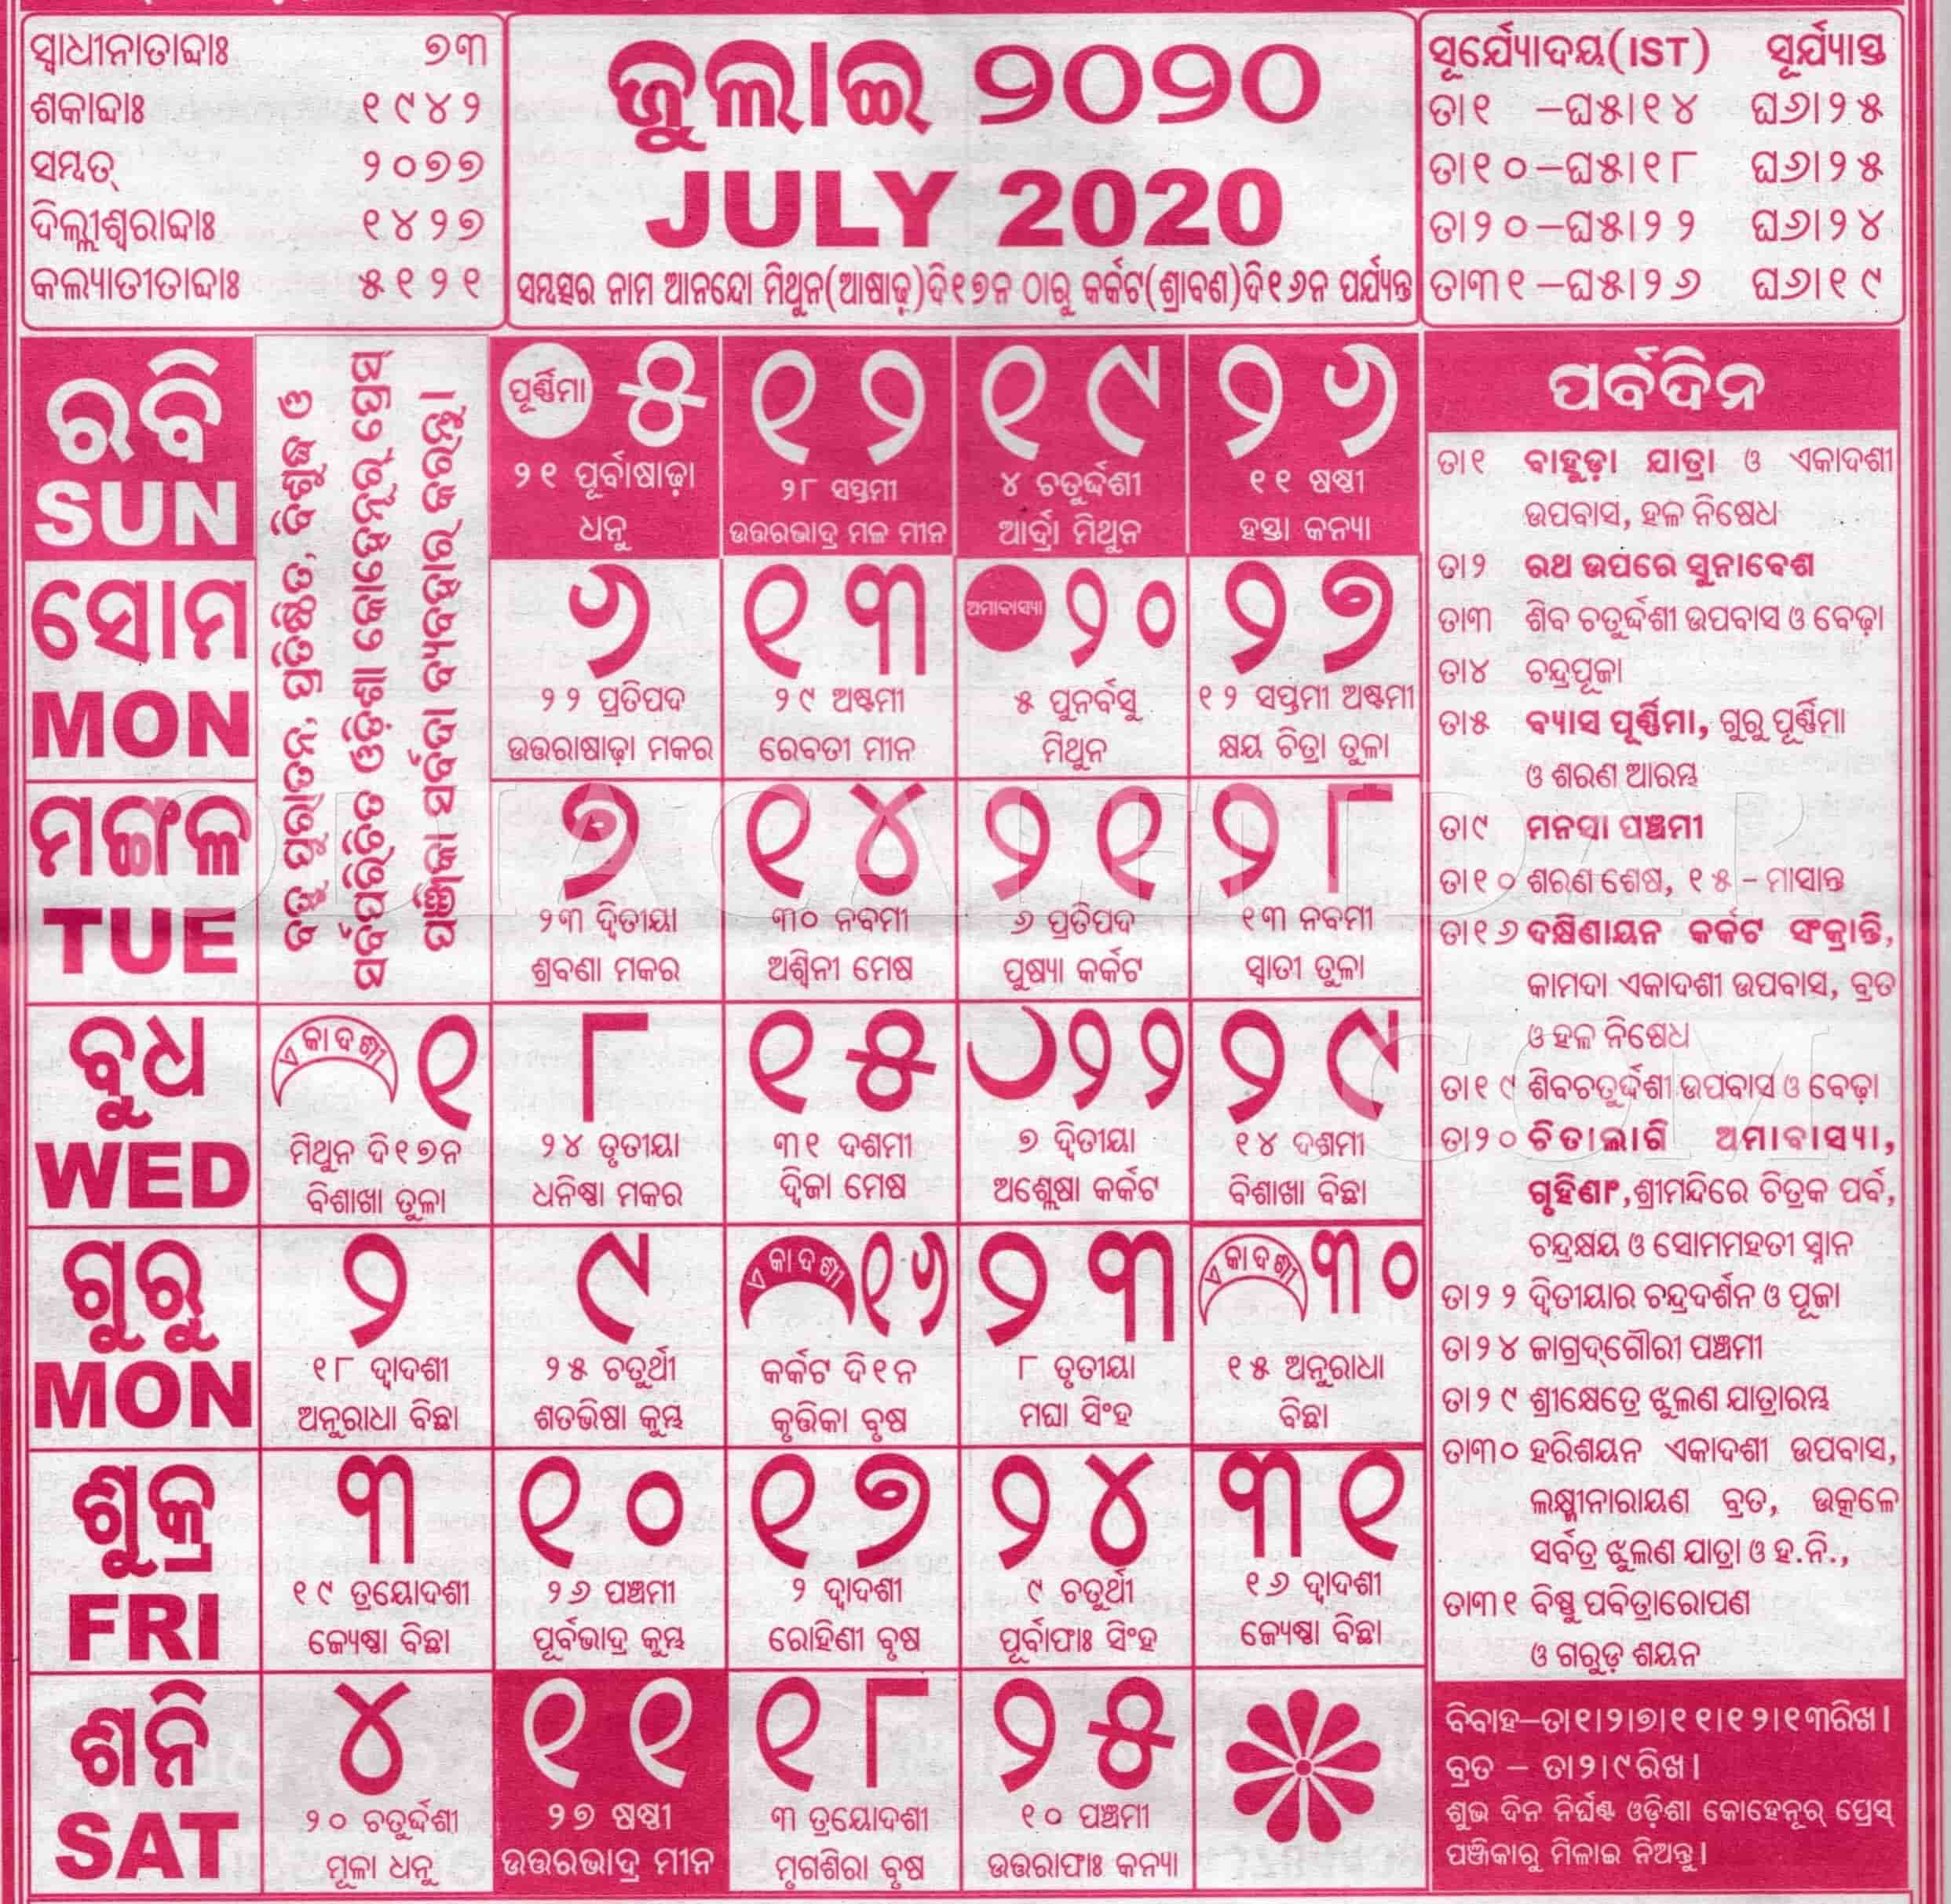 ସ୍ୱାଧୀନାତାବ୍ଦାଃ ୭୩
ଶକାବ୍ଦାଃ ୧୯୪୨
ସମ୍ବତ୍ ୨୦୭୭
ଦିଲ୍ଲୀଶ୍ୱରାବ୍ଦାଃ ୧୪୨୭
କଲ୍ୟାତୀତାବ୍ଦାଃ ୫୧୨୧
ଜୁଲାଇ ୨୦୨୦
JULY 2020
ସମ୍ବତ୍ସର ନାମ ଆନନ୍ଦୋ ମିଥୁନ(ଆଷାଢ଼)ଦି୧୭ନ ଠାରୁ କର୍କଟ(ଶ୍ରାବଣ)ଦି୧୬ନ ପର୍ଯ୍ୟନ୍ତ
ସୂର୍ଯ୍ୟୋଦୟ(IST) ସୂର୍ଯ୍ୟାସ୍ତ
ତା୧ –ଘ୫।୧୪ ଘ୬।୨୫
ତା୧୦–ଘ୫।୧୮ ଘ୬।୨୫
ତା୨୦–ଘ୫।୨୨ ଘ୬।୨୪
ତା୩୧–ଘ୫।୨୬ ଘ୬।୧୯
ରବି
SUN
ବହୁ ପୁରାତନ, ପ୍ରତିଷ୍ଠିତ, ବିଶୁଦ୍ଧ ଓ
ସର୍ବପରିଚିତ ଓଡ଼ିଶା କୋହେନୂର୍ ପ୍ରେସ୍
ପଞ୍ଜିକା ସର୍ବଦା ବ୍ୟବହାର କରନ୍ତୁ।
ପୂର୍ଣ୍ଣିମା ୫
୨୧ ପୂର୍ବାଷାଢ଼ା
ଧନୁ
୧୨
୨୮ ସପ୍ତମୀ
ଉତ୍ତରଭାଦ୍ର ମଳ ମୀନ
୧୯
୪ ଚତୁର୍ଦ୍ଦଶୀ
ଆର୍ଦ୍ରା ମିଥୁନ
୨୬
୧୧ ଷଷ୍ଠୀ
ହସ୍ତା କନ୍ୟା
ସୋମ
MON
୬
୨୨ ପ୍ରତିପଦ
ଉତ୍ତରାଷାଢ଼ା ମକର
୧୩
୨୯ ଅଷ୍ଟମୀ
ରେବତୀ ମୀନ
ଅମାବାସ୍ୟା ୨୦
୫ ପୁନର୍ବସୁ
ମିଥୁନ
୨୭
୧୨ ସପ୍ତମୀ ଅଷ୍ଟମୀ
କ୍ଷୟ ଚିତ୍ରା ତୁଳା
ମଙ୍ଗଳ
TUE
୭
୨୩ ଦ୍ୱିତୀୟା
ଶ୍ରବଣା ମକର
୧୪
୩୦ ନବମୀ
ଅଶ୍ୱିନୀ ମେଷ
୨୧
୬ ପ୍ରତିପଦ
ପୁଷ୍ୟା କର୍କଟ
୨୮
୧୩ ନବମୀ
ସ୍ୱାତୀ ତୁଳା
ବୁଧ
WED
ଏକାଦଶୀ ୧
ମିଥୁନ ଦି୧୭ନ
ବିଶାଖା ତୁଳା
୮
୨୪ ତୃତୀୟା
ଧନିଷ୍ଠା ମକର
୧୫
୩୧ ଦଶମୀ
ଦ୍ୱିଜା ମେଷ
୨୨
୭ ଦ୍ୱିତୀୟା
ଅଶ୍ଳେଷା କର୍କଟ
୨୯
୧୪ ଦଶମୀ
ବିଶାଖା ବିଛା
ଗୁରୁ
MON
୨
୧୮ ଦ୍ୱାଦଶୀ
ଅନୁରାଧା ବିଛା
୯
୨୫ ଚତୁର୍ଥୀ
ଶତଭିଷା କୁମ୍ଭ
ଏକାଦଶୀ ୧୬
କର୍କଟ ଦି୧ନ
କୃତ୍ତିକା ବୃଷ
୨୩
୮ ତୃତୀୟା
ମଘା ସିଂହ
ଏକାଦଶୀ ୩୦
୧୫ ଅନୁରାଧା
ବିଛା
ଶୁକ୍ର
FRI
୩
୧୯ ତ୍ରୟୋଦଶୀ
ଜ୍ୟେଷ୍ଠା ବିଛା
୧୦
୨୬ ପଞ୍ଚମୀ
ପୂର୍ବଭାଦ୍ର କୁମ୍ଭ
୧୭
୨ ଦ୍ୱାଦଶୀ
ରୋହିଣୀ ବୃଷ
୨୪
୯ ଚତୁର୍ଥୀ
ପୂର୍ବାଫାଃ ସିଂହ
୩୧
୧୬ ଦ୍ୱାଦଶୀ
ଜ୍ୟେଷ୍ଠା ବିଛା
ଶନି
SAT
୪
୨୦ ଚତୁର୍ଦ୍ଦଶୀ
ମୂଳା ଧନୁ
୧୧
୨୭ ଷଷ୍ଠୀ
ଉତ୍ତରଭାଦ୍ର ମୀନ
୧୮
୩ ତ୍ରୟୋଦଶୀ
ମୃଗଶିରା ବୃଷ
୨୫
୧୦ ପଞ୍ଚମୀ
ଉତ୍ତରାଫାଃ କନ୍ୟା
ପର୍ବଦିନ
ତା୧ ବାହୁଡ଼ା ଯାତ୍ରା ଓ ଏକାଦଶୀ
ଉପବାସ, ହଳ ନିଷେଧ
ତା୨ ରଥ ଉପରେ ସୁନାବେଶ
ତା୩ ଶିବ ଚତୁର୍ଦ୍ଦଶୀ ଉପବାସ ଓ ବେଢ଼ା
ତା୪ ଚନ୍ଦ୍ରପୂଜା
ତା୫ ବ୍ୟାସ ପୂର୍ଣ୍ଣିମା, ଗୁରୁ ପୂର୍ଣ୍ଣିମା
ଓ ଶରଣ ଆରମ୍ଭ
ତା୯ ମନସା ପଞ୍ଚମୀ
ତା୧୦ ଶରଣ ଶେଷ, ୧୫ – ମାସାନ୍ତ
ତା୧୬ ଦକ୍ଷିଣାୟନ କର୍କଟ ସଂକ୍ରାନ୍ତି,
କାମଦା ଏକାଦଶୀ ଉପବାସ, ବ୍ରତ
ଓ ହଳ ନିଷେଧ
ତା୧୯ ଶିବଚତୁର୍ଦ୍ଦଶୀ ଉପବାସ ଓ ବେଢ଼ା
ତା୨୦ ଚିତାଲାଗି ଅମାବାସ୍ୟା,
ଗୃହିଣାଂ,ଶ୍ରୀମନ୍ଦିରେ ଚିତ୍ରକ ପର୍ବ,
ଚନ୍ଦ୍ରକ୍ଷୟ ଓ ସୋମମହତୀ ସ୍ନାନ
ତା୨୨ ଦ୍ୱିତୀୟାର ଚନ୍ଦ୍ରଦର୍ଶନ ଓ ପୂଜା
ତା୨୪ ଜାଗ୍ରଦ୍‌ଗୌରୀ ପଞ୍ଚମୀ
ତା୨୯ ଶ୍ରୀକ୍ଷେତ୍ରେ ଝୁଲଣ ଯାତ୍ରାରମ୍ଭ
ତା୩୦ ହରିଶୟନ ଏକାଦଶୀ ଉପବାସ,
ଲକ୍ଷ୍ମୀନାରାୟଣ ବ୍ରତ, ଉତ୍କଳେ
ସର୍ବତ୍ର ଝୁଲଣ ଯାତ୍ରା ଓ ହ.ନି.,
ତା୩୧ ବିଷ୍ଣୁ ପବିତ୍ରାରୋପଣ
ଓ ଗରୁଡ଼ ଶୟନ
ବିବାହ–ତା୧।୨।୭।୧୧।୧୨।୧୩ରିଖ।
ବ୍ରତ – ତା୨।୯ରିଖ।
ଶୁଭ ଦିନ ନିର୍ଘଣ୍ଟ ଓଡ଼ିଶା କୋହେନୂର୍ ପ୍ରେସ୍
ପଞ୍ଜିକାରୁ ମିଳାଇ ନିଅନ୍ତୁ।